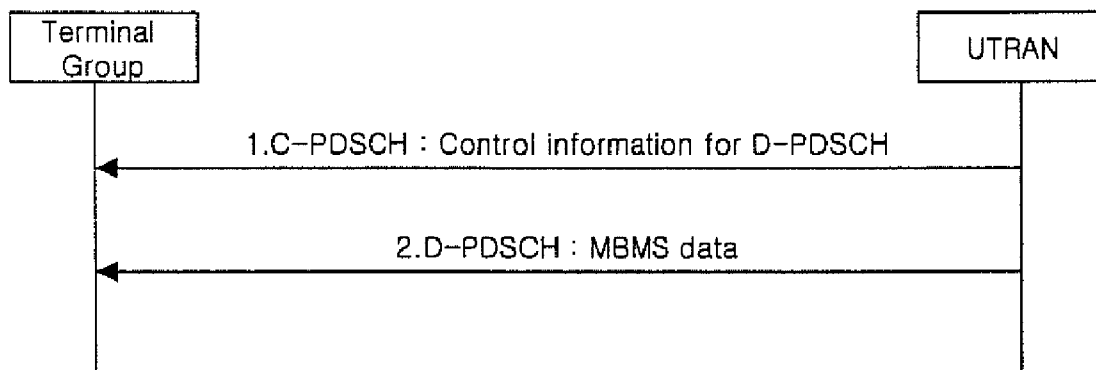 Terminal
Group
UTRAN
1.C-PDSCH : Control information for D-PDSCH
2.D-PDSCH : MBMS data